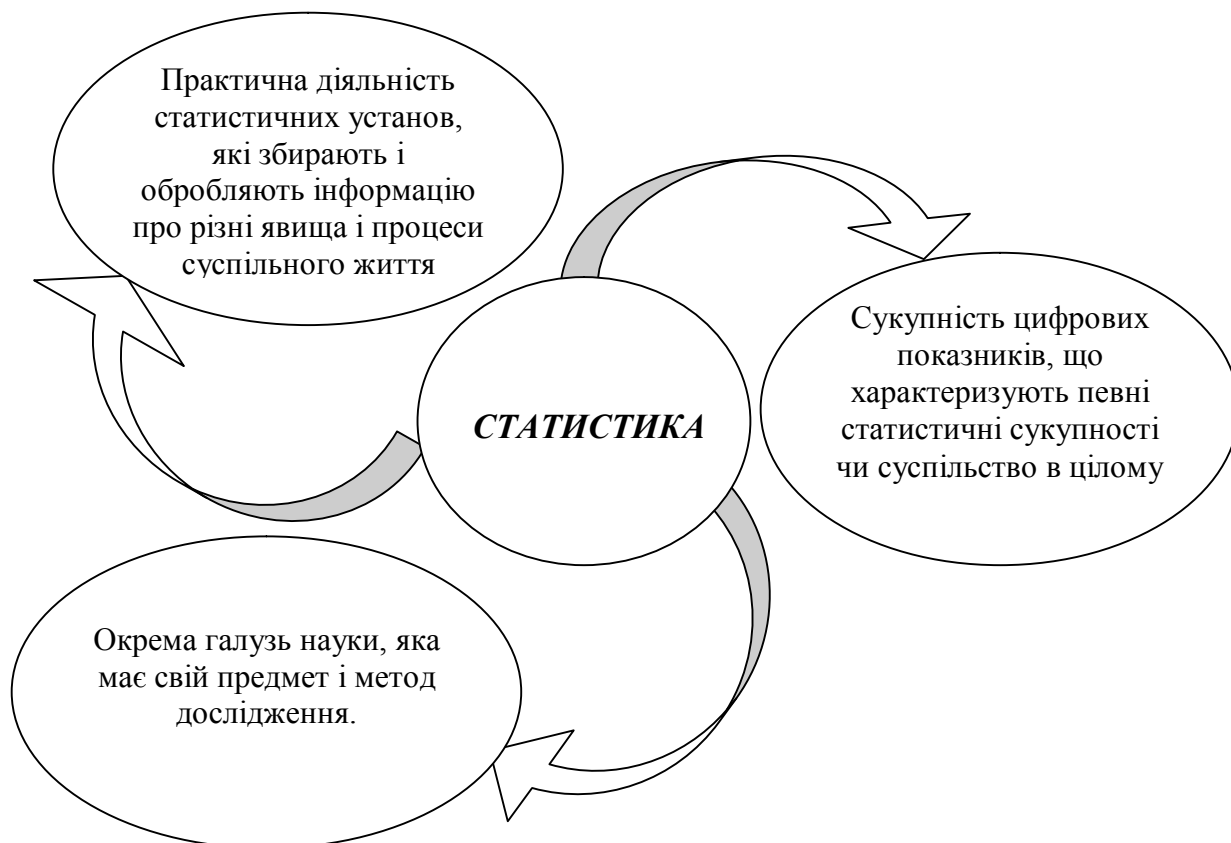 Практична діяльність
статистичних установ,
які збирають і
обробляють інформацію
про різні явища і процеси
суспільного життя
Сукупність цифрових
показників, що
характеризують певні
статистичні сукупності
чи суспільство в цілому
СТАТИСТИКА
Окрема галузь науки, яка
має свій предмет і метод
дослідження.